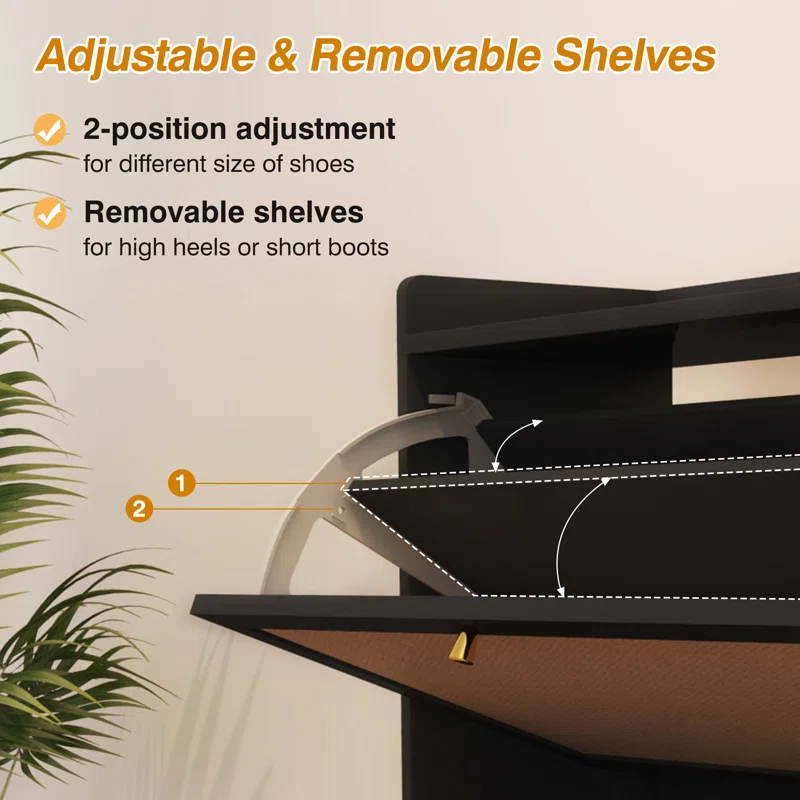 Adjustable & Removable Shelves
2-position adjustment
for different size of shoes
Removable shelves
for high heels or short boots
1
2